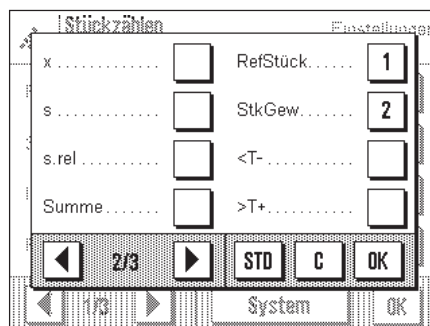 Stückzählen Einstellungen
x ............ RefStück...... 1
s ............ StkGew....... 2
s.rel .......... <T-............
Summe....... >T+...........
2/3 STD C OK
1/3 System OK